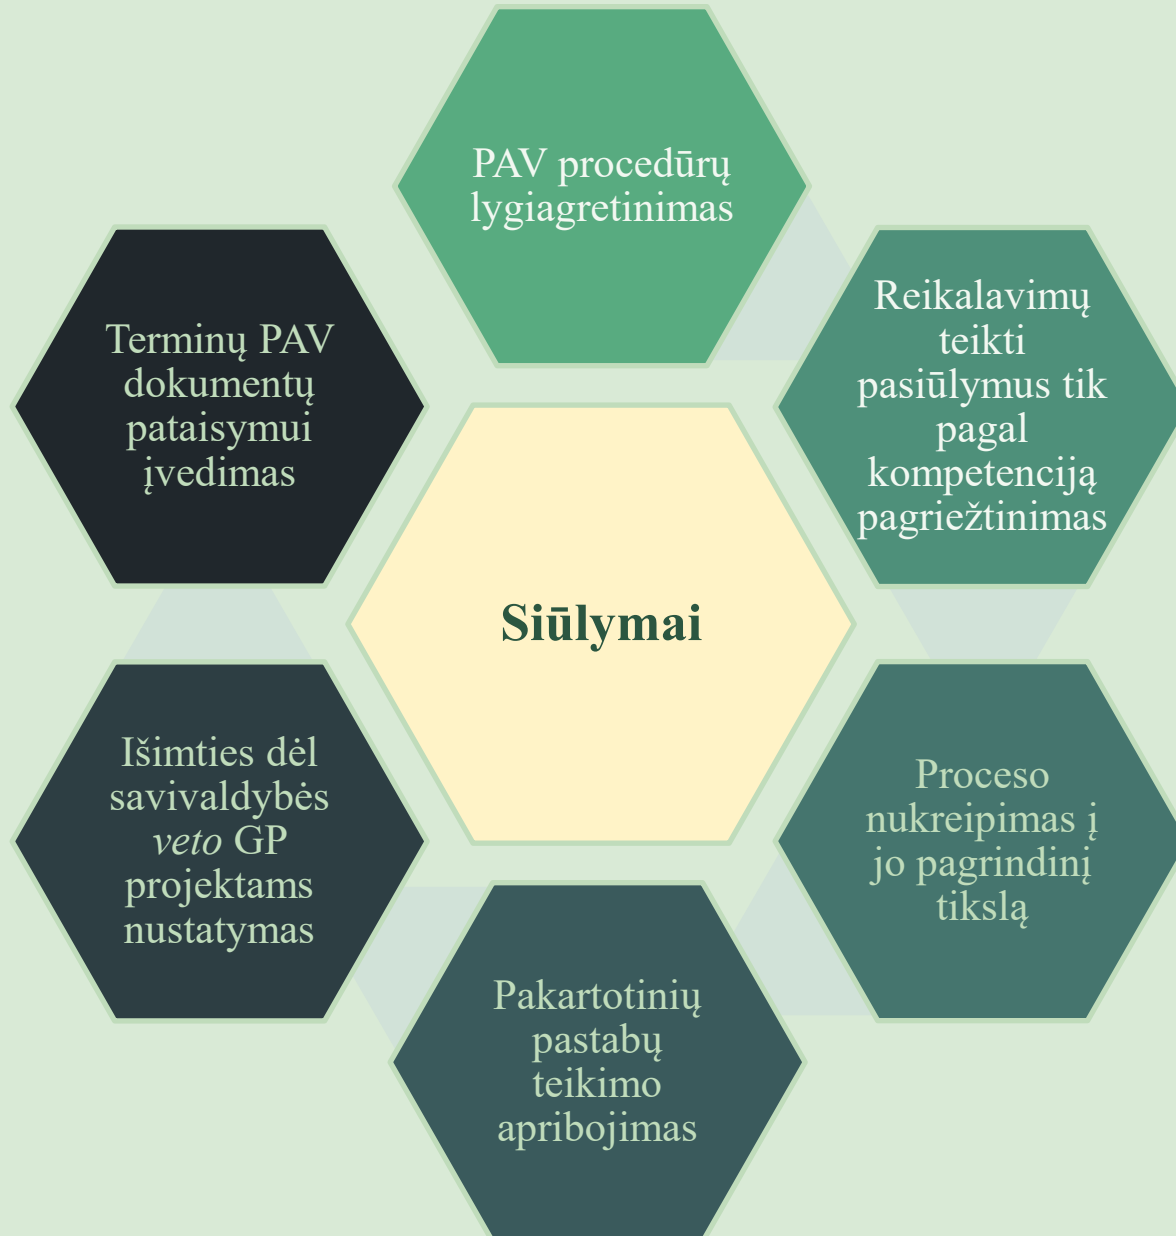 PAV procedūrų
lygiagretinimas
Reikalavimų
teikti
pasiūlymus tik
pagal
kompetenciją
pagriežtinimas
Proceso
nukreipimas į
jo pagrindinį
tikslą
Pakartotinių
pastabų
teikimo
apribojimas
Išimties dėl
savivaldybės
veto GP
projektams
nustatymas
Terminų PAV
dokumentų
pataisymui
įvedimas
Siūlymai